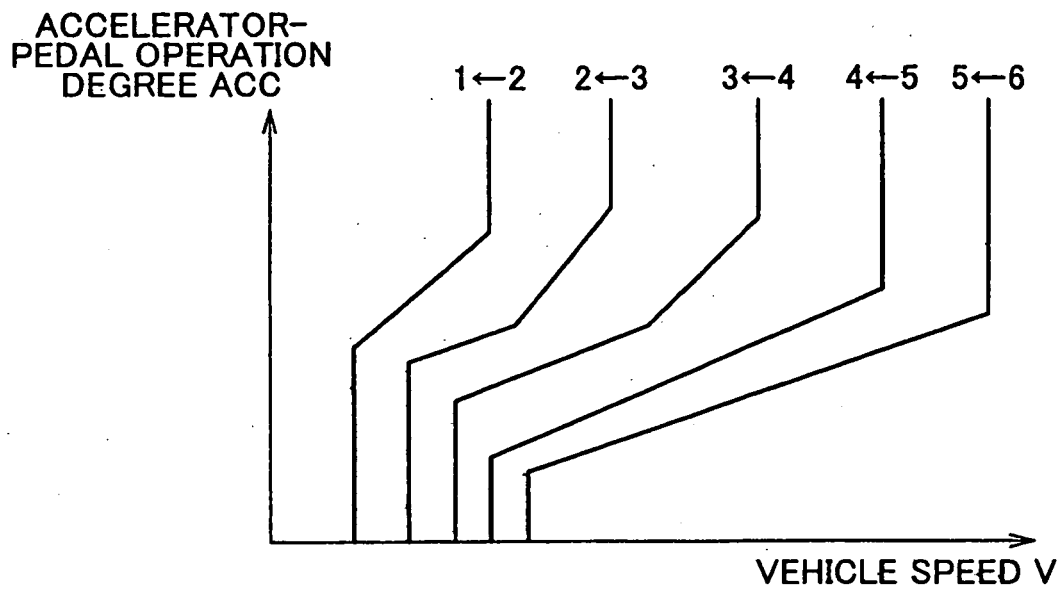 ACCELERATOR-
PEDAL OPERATION
DEGREE ACC
1←2 2←3 3←4 4←5 5←6
VEHICLE SPEED V